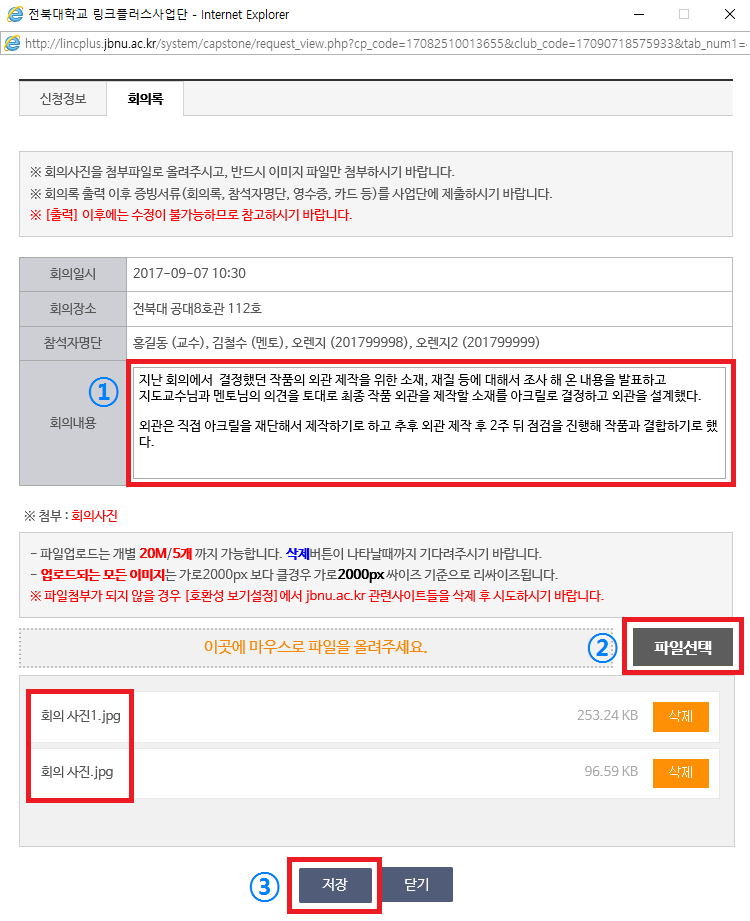 전북대학교 링크플러스사업단 - Internet Explorer
http://lincplus.jbnu.ac.kr/system/capstone/request_view.php?cp_code=17082510013655&club_code=17090718575933&tab_num1=
신청정보 회의록
※ 회의사진을 첨부파일로 올려주시고, 반드시 이미지 파일만 첨부하시기 바랍니다.
※ 회의록 출력 이후 증빙서류(회의록, 참석자명단, 영수증, 카드 등)를 사업단에 제출하시기 바랍니다.
※ [출력] 이후에는 수정이 불가능하므로 참고하시기 바랍니다.
회의일시 2017-09-07 10:30
회의장소 전북대 공대8호관 112호
참석자명단 홍길동 (교수), 김철수 (멘토), 오렌지 (201799998), 오렌지2 (201799999)
① 회의내용
지난 회의에서 결정했던 작품의 외관 제작을 위한 소재, 재질 등에 대해서 조사 해 온 내용을 발표하고
지도교수님과 멘토님의 의견을 토대로 최종 작품 외관을 제작할 소재를 아크릴로 결정하고 외관을 설계했다.
외관은 직접 아크릴을 재단해서 제작하기로 하고 추후 외관 제작 후 2주 뒤 점검을 진행해 작품과 결합하기로 했
다.
※ 첨부 : 회의사진
- 파일업로드는 개별 20M/5개 까지 가능합니다. 삭제버튼이 나타날때까지 기다려주시기 바랍니다.
- 업로드되는 모든 이미지는 가로2000px 보다 클경우 가로2000px 싸이즈 기준으로 리싸이즈됩니다.
※ 파일첨부가 되지 않을 경우 [호환성 보기설정]에서 jbnu.ac.kr 관련사이트들을 삭제 후 시도하시기 바랍니다.
이곳에 마우스로 파일을 올려주세요. ② 파일선택
회의 사진1.jpg 253.24 KB 삭제
회의 사진.jpg 96.59 KB 삭제
③ 저장 닫기